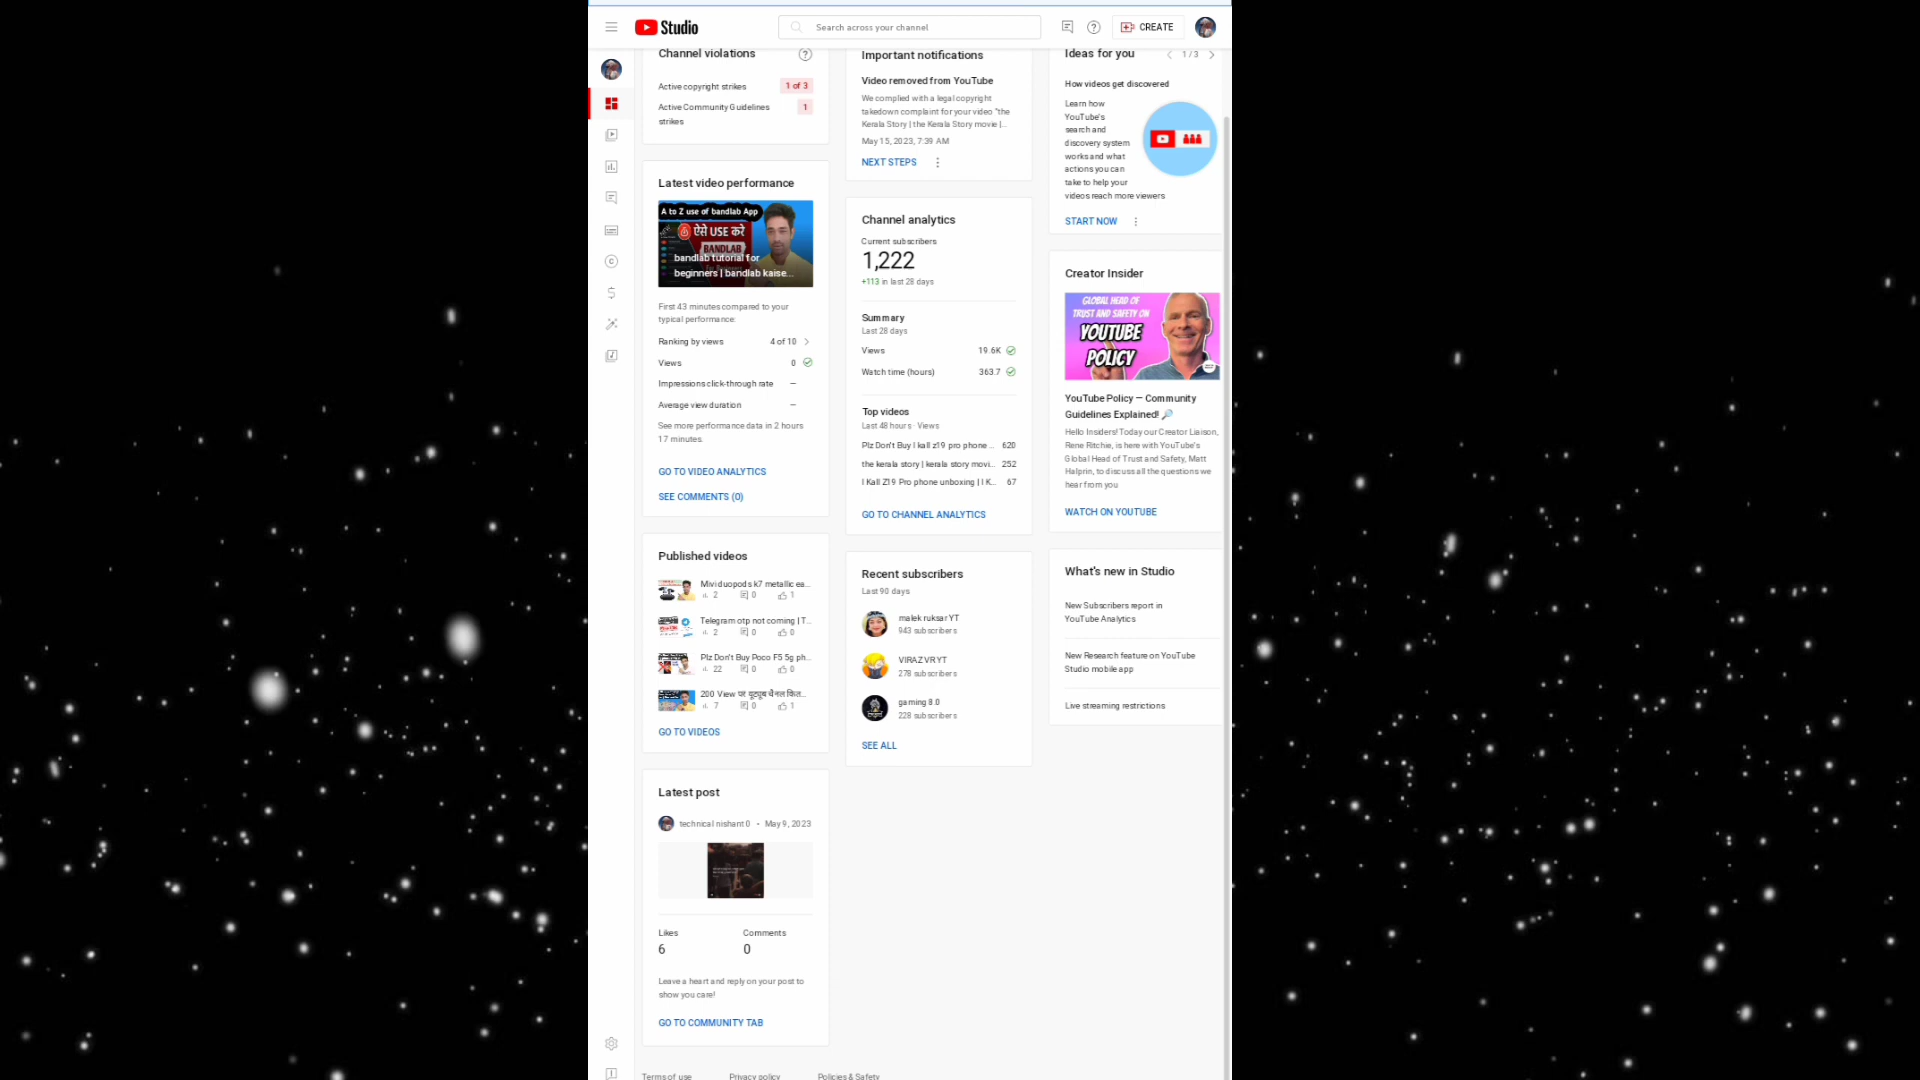 Studio
Search across your channel
CREATE
Channel violations
Active copyright strikes
1 of 3
Active Community Guidelines
strikes
1
Latest video performance
A to Z use of bandlab App
ऐसे USE करे
BANDLAB
bandlab tutorial for
beginners | bandlab kaise...
First 43 minutes compared to your
typical performance:
Ranking by views 4 of 10
Views 0
Impressions click-through rate —
Average view duration —
See more performance data in 2 hours
17 minutes.
GO TO VIDEO ANALYTICS
SEE COMMENTS (0)
Published videos
Mivi duopods k7 metallic ea...
2 0 1
Telegram otp not coming | T...
2 0 0
Plz Don't Buy Poco F5 5g ph...
22 0 0
200 View पर यूट्यूब चैनल कित...
7 0 1
GO TO VIDEOS
Latest post
technical nishant 0 • May 9, 2023
Likes Comments
6 0
Leave a heart and reply on your post to
show you care!
GO TO COMMUNITY TAB
Important notifications
Video removed from YouTube
We complied with a legal copyright
takedown complaint for your video "the
Kerala Story | the Kerala Story movie |...
May 15, 2023, 7:39 AM
NEXT STEPS
Channel analytics
Current subscribers
1,222
+113 in last 28 days
Summary
Last 28 days
Views 19.6K
Watch time (hours) 363.7
Top videos
Last 48 hours · Views
Plz Don't Buy I kall z19 pro phone ... 620
the kerala story | kerala story movi... 252
I Kall Z19 Pro phone unboxing | I K... 67
GO TO CHANNEL ANALYTICS
Recent subscribers
Last 90 days
malek ruksar YT
943 subscribers
VIRAZ VR YT
278 subscribers
gaming 8.0
228 subscribers
SEE ALL
Ideas for you
1 / 3
How videos get discovered
Learn how
YouTube's
search and
discovery system
works and what
actions you can
take to help your
videos reach more viewers
START NOW
Creator Insider
GLOBAL HEAD OF
TRUST AND SAFETY ON
YOUTUBE
POLICY
YouTube Policy — Community
Guidelines Explained! 🔎
Hello Insiders! Today our Creator Liaison,
Rene Ritchie, is here with YouTube's
Global Head of Trust and Safety, Matt
Halprin, to discuss all the questions we
hear from you
WATCH ON YOUTUBE
What's new in Studio
New Subscribers report in
YouTube Analytics
New Research feature on YouTube
Studio mobile app
Live streaming restrictions
Terms of use Privacy policy Policies & Safety